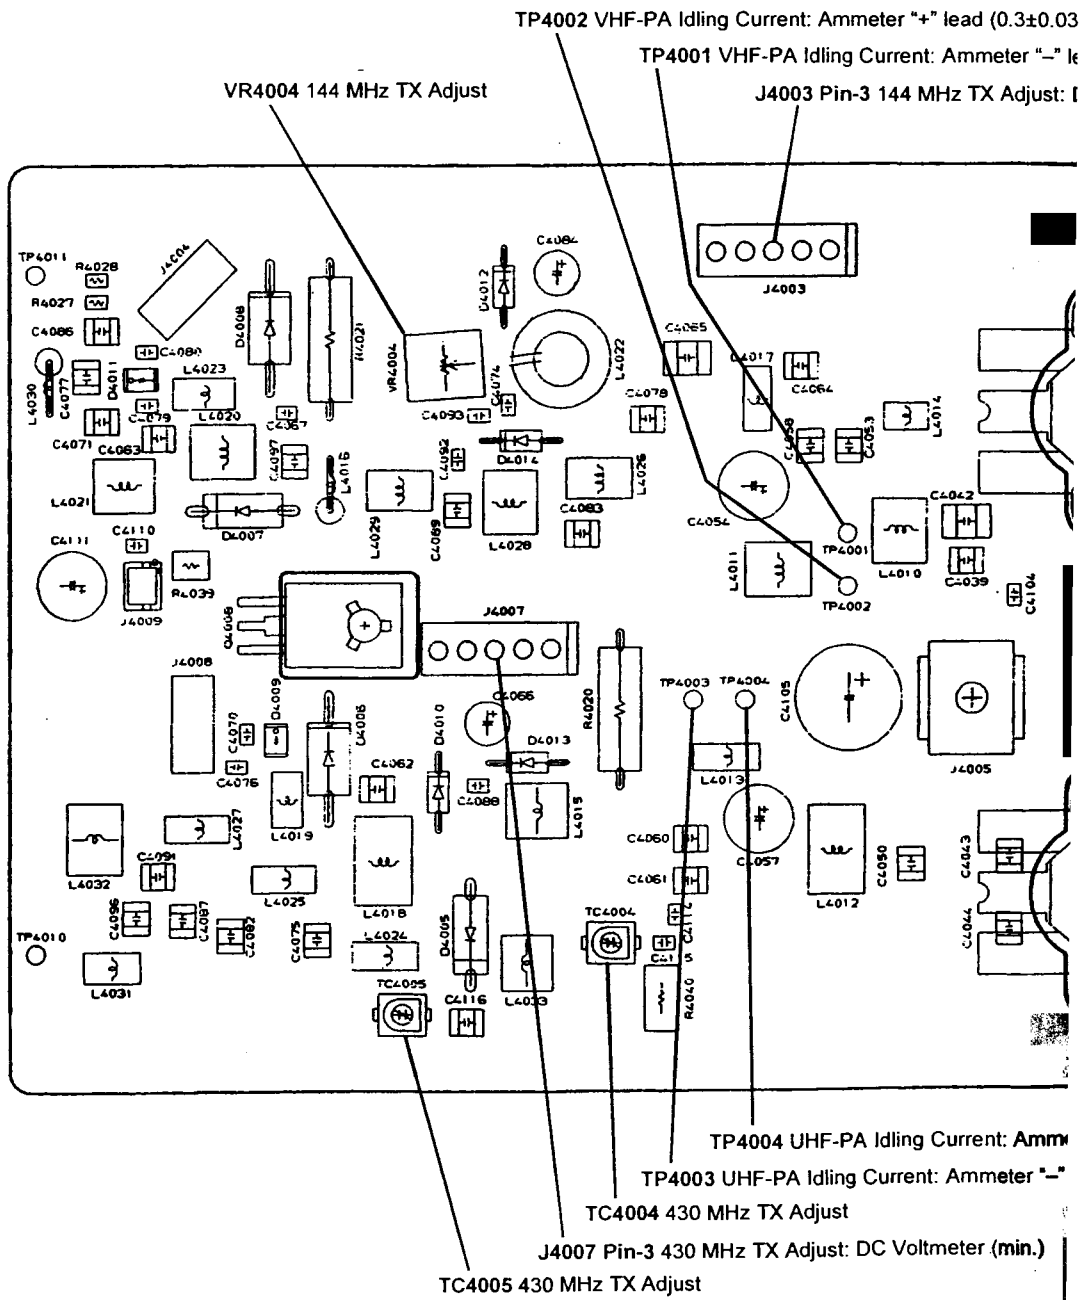 TP4002 VHF-PA Idling Current: Ammeter "+" lead (0.3±0.03
TP4001 VHF-PA Idling Current: Ammeter "–" le
VR4004 144 MHz TX Adjust
J4003 Pin-3 144 MHz TX Adjust:
TP4011
R4028
J4004
R4027
C4086
C4080
D4008
R4021
D4012
C4084
J4003
L4030
C4077
D4011
L4023
C4079
L4020
C4067
VR4004
C4074
C4093
L4022
C4065
D4017
C4064
C4078
C4071
C4063
C4097
L4016
C4092
D4014
L4026
C4058
C4053
L4014
L4021
D4007
L4029
C4089
L4028
C4083
C4054
C4042
TP4001
L4010
C4039
C4104
L4011
TP4002
C4111
C4110
J4009
R4039
Q4008
J4007
J4008
C4070
D4009
D4006
C4066
D4010
D4013
R4020
TP4003
TP4004
C4105
J4005
C4076
L4019
C4062
C4088
L4015
L4013
L4027
C4060
C4057
C4061
L4012
C4050
C4043
C4044
L4032
C4091
L4025
L4018
C4096
C4087
C4082
C4075
L4024
D4005
TC4004
C4114
C411
5
R4040
TP4010
L4031
TC4005
C4116
L4033
TP4004 UHF-PA Idling Current: Amme
TP4003 UHF-PA Idling Current: Ammeter "–"
TC4004 430 MHz TX Adjust
J4007 Pin-3 430 MHz TX Adjust: DC Voltmeter (min.)
TC4005 430 MHz TX Adjust